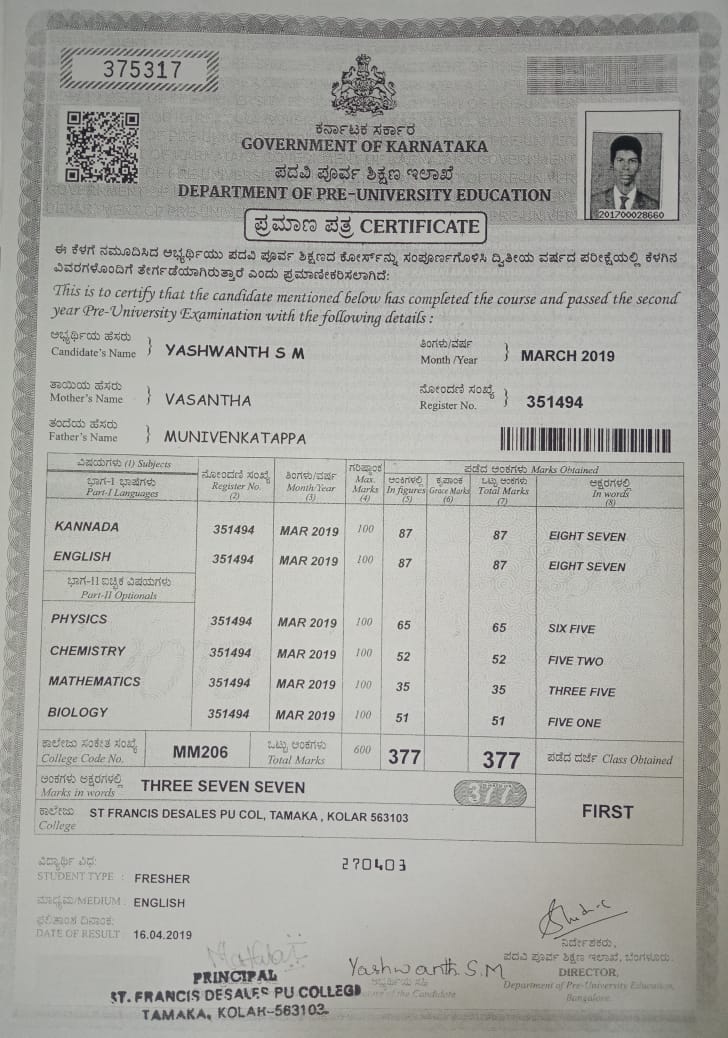 375317
ಕರ್ನಾಟಕ ಸರ್ಕಾರ
GOVERNMENT OF KARNATAKA
ಪದವಿ ಪೂರ್ವ ಶಿಕ್ಷಣ ಇಲಾಖೆ
DEPARTMENT OF PRE-UNIVERSITY EDUCATION
201700028660
ಪ್ರಮಾಣ ಪತ್ರ CERTIFICATE
ಈ ಕೆಳಗೆ ನಮೂದಿಸಿದ ಅಭ್ಯರ್ಥಿಯು ಪದವಿ ಪೂರ್ವ ಶಿಕ್ಷಣದ ಕೋರ್ಸ್‌ನ್ನು ಸಂಪೂರ್ಣಗೊಳಿಸಿ ದ್ವಿತೀಯ ವರ್ಷದ ಪರೀಕ್ಷೆಯಲ್ಲಿ ಕೆಳಗಿನ
ವಿವರಗಳೊಂದಿಗೆ ತೇರ್ಗಡೆಯಾಗಿರುತ್ತಾರೆ ಎಂದು ಪ್ರಮಾಣೀಕರಿಸಲಾಗಿದೆ:
This is to certify that the candidate mentioned below has completed the course and passed the second
year Pre-University Examination with the following details :
ಅಭ್ಯರ್ಥಿಯ ಹೆಸರು ತಿಂಗಳು/ವರ್ಷ
Candidate's Name } YASHWANTH S M Month /Year } MARCH 2019
ತಾಯಿಯ ಹೆಸರು ನೋಂದಣಿ ಸಂಖ್ಯೆ
Mother's Name } VASANTHA Register No. } 351494
ತಂದೆಯ ಹೆಸರು
Father's Name } MUNIVENKATAPPA
ವಿಷಯಗಳು (1) Subjects ನೋಂದಣಿ ಸಂಖ್ಯೆ Register No. (2) ತಿಂಗಳು/ವರ್ಷ Month/Year (3) ಗರಿಷ್ಠಾಂಕ Max. Marks (4) ಪಡೆದ ಅಂಕಗಳು Marks Obtained
ಭಾಗ-I ಭಾಷೆಗಳು Part-I Languages ಅಂಕಿಗಳಲ್ಲಿ In figures (5) ಕೃಪಾಂಕ Grace Marks (6) ಒಟ್ಟು ಅಂಕಗಳು Total Marks (7) ಅಕ್ಷರಗಳಲ್ಲಿ In words (8)
KANNADA 351494 MAR 2019 100 87 87 EIGHT SEVEN
ENGLISH 351494 MAR 2019 100 87 87 EIGHT SEVEN
ಭಾಗ-II ಐಚ್ಛಿಕ ವಿಷಯಗಳು
Part-II Optionals
PHYSICS 351494 MAR 2019 100 65 65 SIX FIVE
CHEMISTRY 351494 MAR 2019 100 52 52 FIVE TWO
MATHEMATICS 351494 MAR 2019 100 35 35 THREE FIVE
BIOLOGY 351494 MAR 2019 100 51 51 FIVE ONE
ಕಾಲೇಜು ಸಂಕೇತ ಸಂಖ್ಯೆ ಒಟ್ಟು ಅಂಕಗಳು
College Code No. MM206 Total Marks 600 377 377 ಪಡೆದ ದರ್ಜೆ Class Obtained
ಅಂಕಗಳು ಅಕ್ಷರಗಳಲ್ಲಿ
Marks in words THREE SEVEN SEVEN 377
FIRST
ಕಾಲೇಜು
College ST FRANCIS DESALES PU COL, TAMAKA , KOLAR 563103
270403
ವಿದ್ಯಾರ್ಥಿ ವಿಧ:
STUDENT TYPE : FRESHER
ಮಾಧ್ಯಮ/MEDIUM : ENGLISH
ಫಲಿತಾಂಶ ದಿನಾಂಕ:
DATE OF RESULT : 16.04.2019
Yashwanth. S. M
ನಿರ್ದೇಶಕರು,
ಪದವಿ ಪೂರ್ವ ಶಿಕ್ಷಣ ಇಲಾಖೆ, ಬೆಂಗಳೂರು.
DIRECTOR,
Department of Pre-University Education,
Bangalore.
ಅಭ್ಯರ್ಥಿಯ ಸಹಿ
of the Candidate
PRINCIPAL
ST. FRANCIS DESALES PU COLLEGE
TAMAKA, KOLAR-563103.